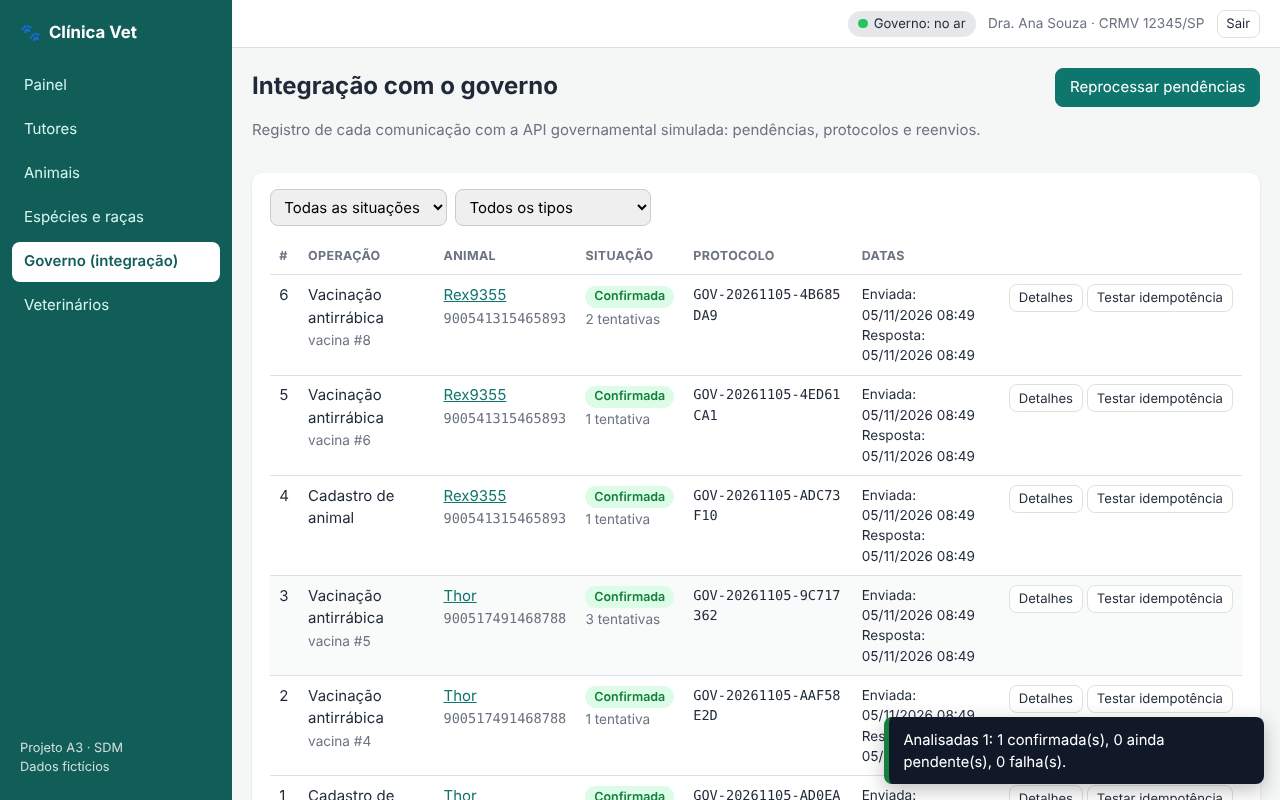 Clínica Vet
Painel
Tutores
Animais
Espécies e raças
Governo (integração)
Veterinários
Projeto A3 · SDM
Dados fictícios
Governo: no ar
Dra. Ana Souza · CRMV 12345/SP
Sair
Integração com o governo
Reprocessar pendências
Registro de cada comunicação com a API governamental simulada: pendências, protocolos e reenvios.
Todas as situações
Todos os tipos
# OPERAÇÃO ANIMAL SITUAÇÃO PROTOCOLO DATAS
6 Vacinação antirrábica vacina #8
Rex9355
900541315465893
Confirmada
2 tentativas
GOV-20261105-4B685
DA9
Enviada:
05/11/2026 08:49
Resposta:
05/11/2026 08:49
Detalhes Testar idempotência
5 Vacinação antirrábica vacina #6
Rex9355
900541315465893
Confirmada
1 tentativa
GOV-20261105-4ED61
CA1
Enviada:
05/11/2026 08:49
Resposta:
05/11/2026 08:49
Detalhes Testar idempotência
4 Cadastro de animal
Rex9355
900541315465893
Confirmada
1 tentativa
GOV-20261105-ADC73
F10
Enviada:
05/11/2026 08:49
Resposta:
05/11/2026 08:49
Detalhes Testar idempotência
3 Vacinação antirrábica vacina #5
Thor
900517491468788
Confirmada
3 tentativas
GOV-20261105-9C717
362
Enviada:
05/11/2026 08:49
Resposta:
05/11/2026 08:49
Detalhes Testar idempotência
2 Vacinação antirrábica vacina #4
Thor
900517491468788
Confirmada
1 tentativa
GOV-20261105-AAF58
E2D
Enviada:
05/11/2026 08:49
Detalhes Testar idempotência
1 Cadastro de
Thor
Confirmada
GOV-20261105-AD0EA
Enviada:
Detalhes Testar idempotência
Analisadas 1: 1 confirmada(s), 0 ainda
pendente(s), 0 falha(s).